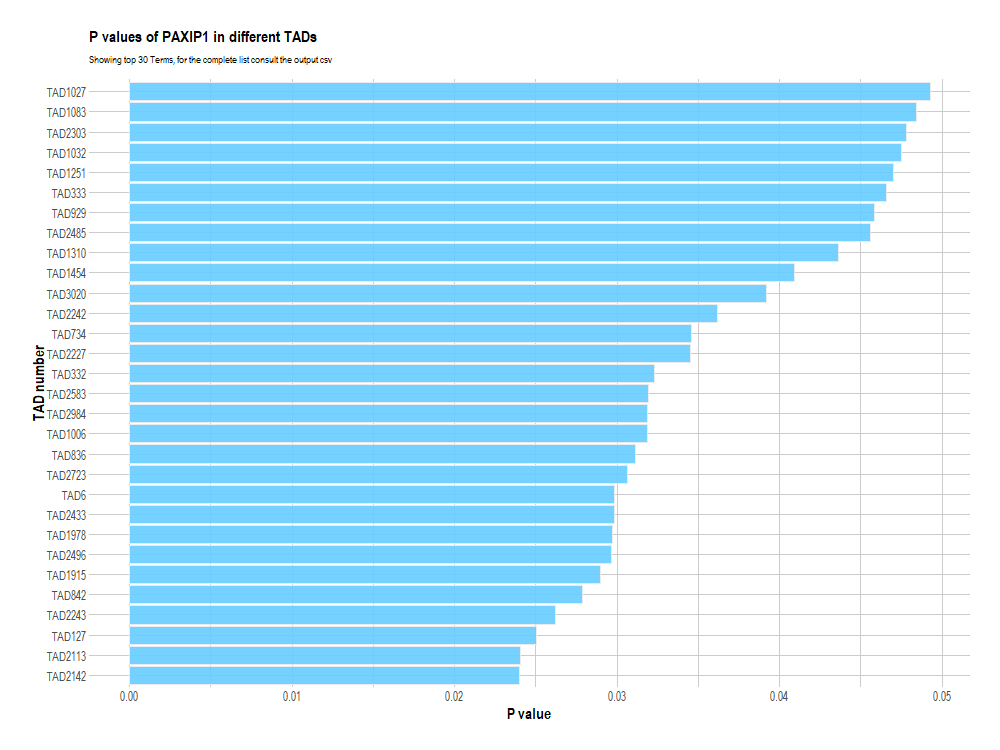 P values of PAXIP1 in different TADs
Showing top 30 Terms, for the complete list consult the output csv
TAD number
TAD1027
TAD1083
TAD2303
TAD1032
TAD1251
TAD333
TAD929
TAD2485
TAD1310
TAD1454
TAD3020
TAD2242
TAD734
TAD2227
TAD332
TAD2583
TAD2984
TAD1006
TAD836
TAD2723
TAD6
TAD2433
TAD1978
TAD2496
TAD1915
TAD842
TAD2243
TAD127
TAD2113
TAD2142
0.00 0.01 0.02 0.03 0.04 0.05
P value